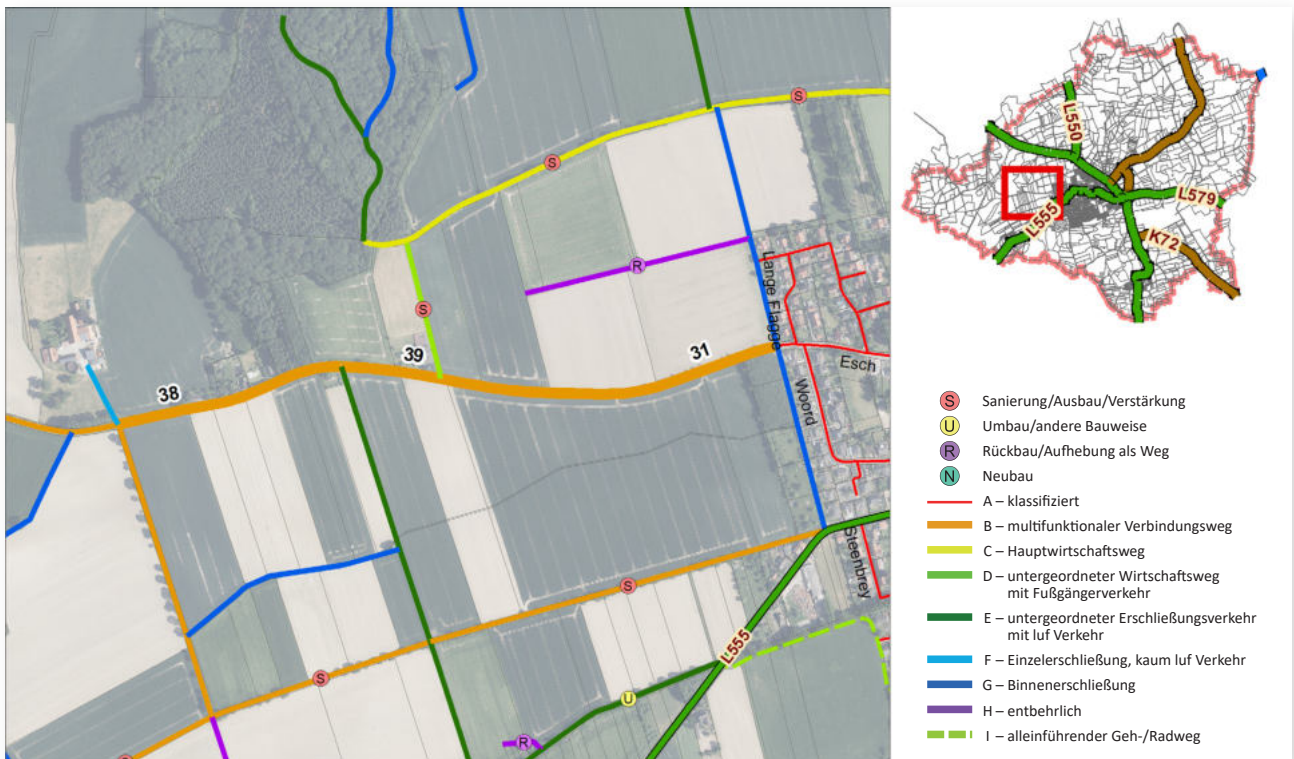 S
S
S
R
Lange Flagge
39
31
38
Esch
Woord
Steenbrey
S
S
L555
U
R
L550
L579
L555
K72
S Sanierung/Ausbau/Verstärkung
U Umbau/andere Bauweise
R Rückbau/Aufhebung als Weg
N Neubau
A – klassifiziert
B – multifunktionaler Verbindungsweg
C – Hauptwirtschaftsweg
D – untergeordneter Wirtschaftsweg
mit Fußgängerverkehr
E – untergeordneter Erschließungsverkehr
mit luf Verkehr
F – Einzelerschließung, kaum luf Verkehr
G – Binnenerschließung
H – entbehrlich
I – alleinführender Geh-/Radweg